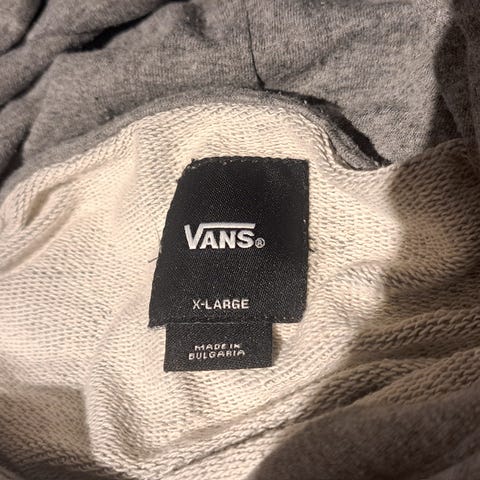 VANS®
X-LARGE
MADE IN
BULGARIA